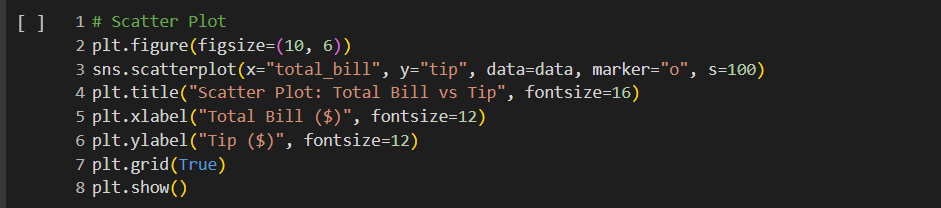 [ ] 1 # Scatter Plot
2 plt.figure(figsize=(10, 6))
3 sns.scatterplot(x="total_bill", y="tip", data=data, marker="o", s=100)
4 plt.title("Scatter Plot: Total Bill vs Tip", fontsize=16)
5 plt.xlabel("Total Bill ($)", fontsize=12)
6 plt.ylabel("Tip ($)", fontsize=12)
7 plt.grid(True)
8 plt.show()